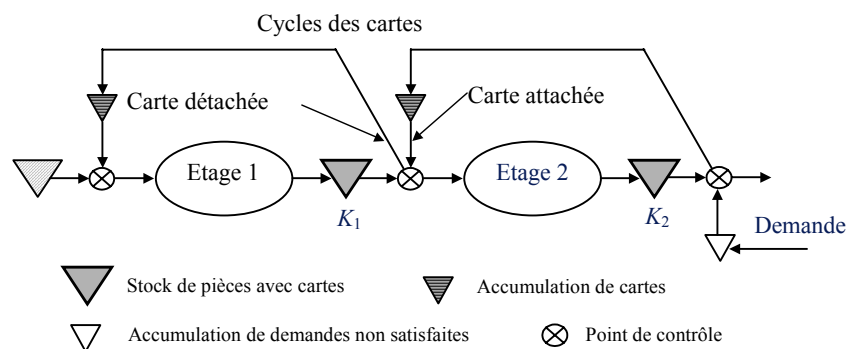 Cycles des cartes
Carte détachée
Carte attachée
Etage 1
Etage 2
K1
K2
Demande
Stock de pièces avec cartes
Accumulation de cartes
Accumulation de demandes non satisfaites
Point de contrôle